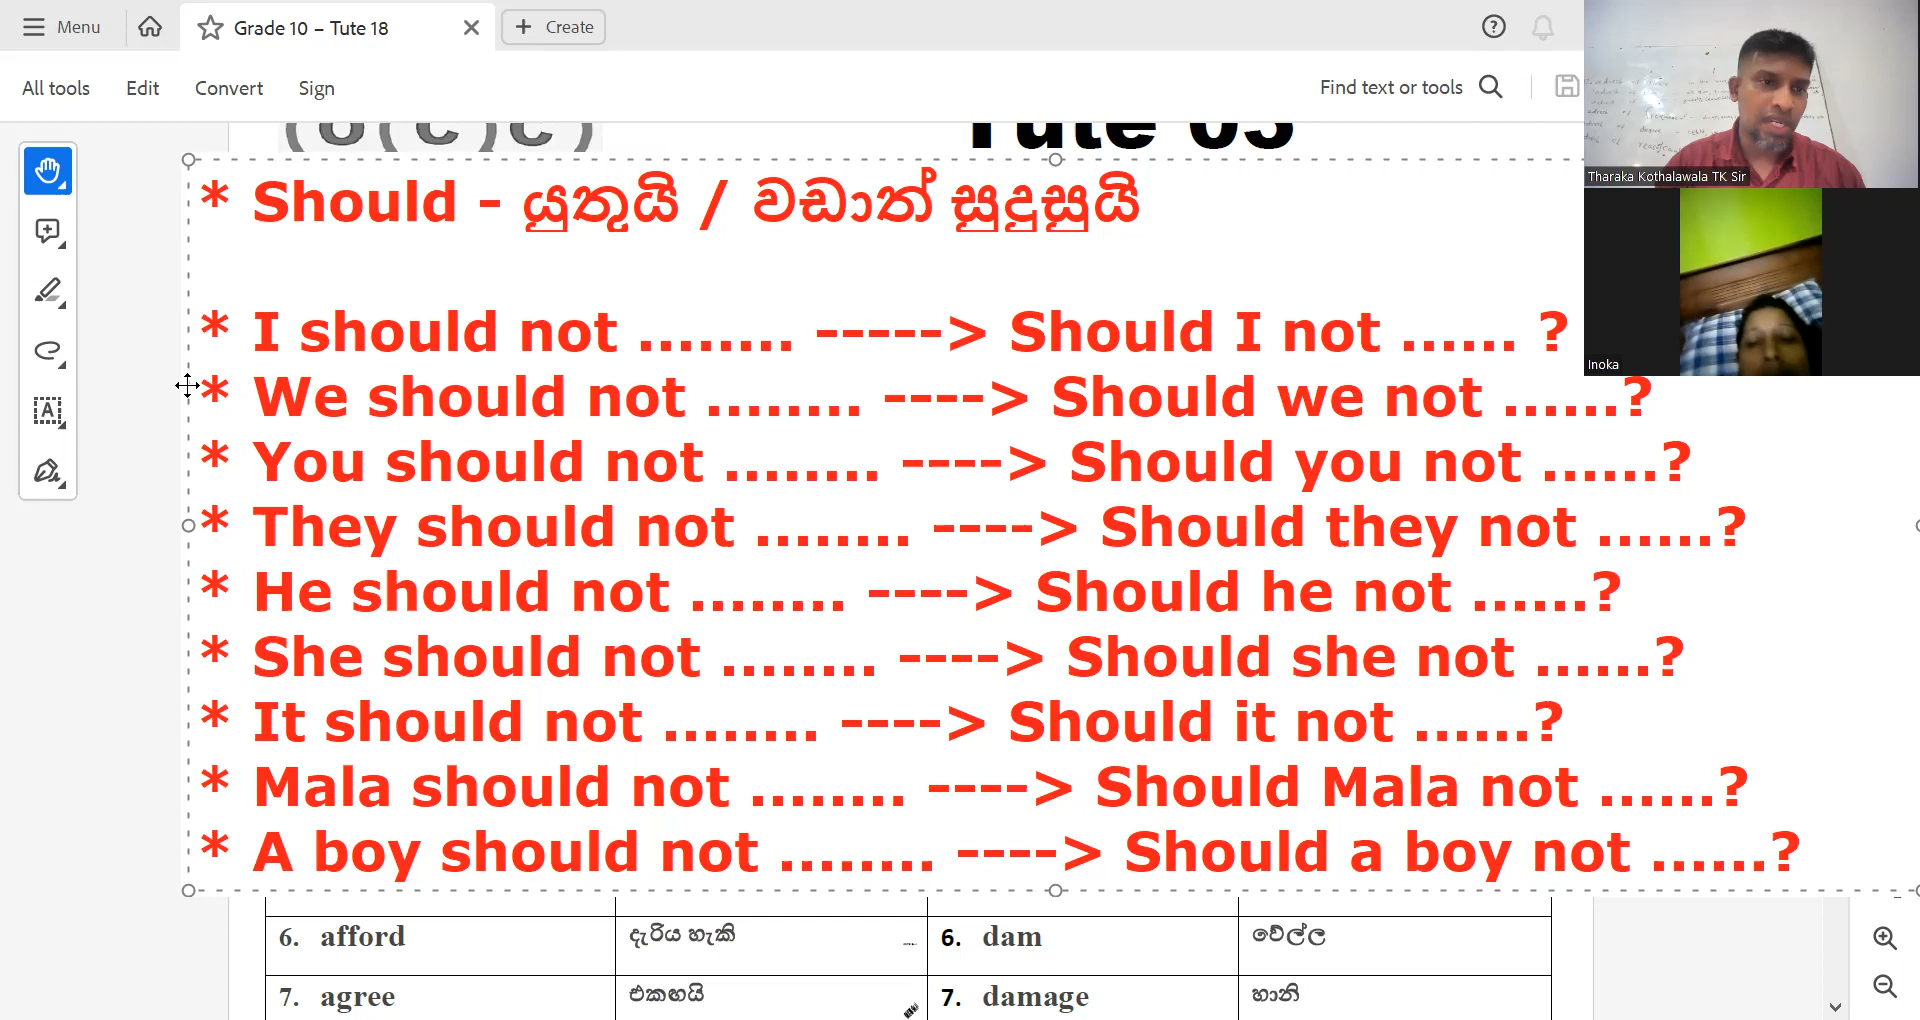 Menu
Grade 10 – Tute 18
Create
All tools
Edit
Convert
Sign
Find text or tools
Tharaka Kothalawala TK Sir
Inoka
Tute 03
* Should - යුතුයි / වඩාත් සුදුසුයි
* I should not ........ -----> Should I not ...... ?
* We should not ........ ----> Should we not ......?
* You should not ........ ----> Should you not ......?
* They should not ........ ----> Should they not ......?
* He should not ........ ----> Should he not ......?
* She should not ........ ----> Should she not ......?
* It should not ........ ----> Should it not ......?
* Mala should not ........ ----> Should Mala not ......?
* A boy should not ........ ----> Should a boy not ......?
6. afford දැරිය හැකි 6. dam වේල්ල
7. agree එකඟයි 7. damage හානි